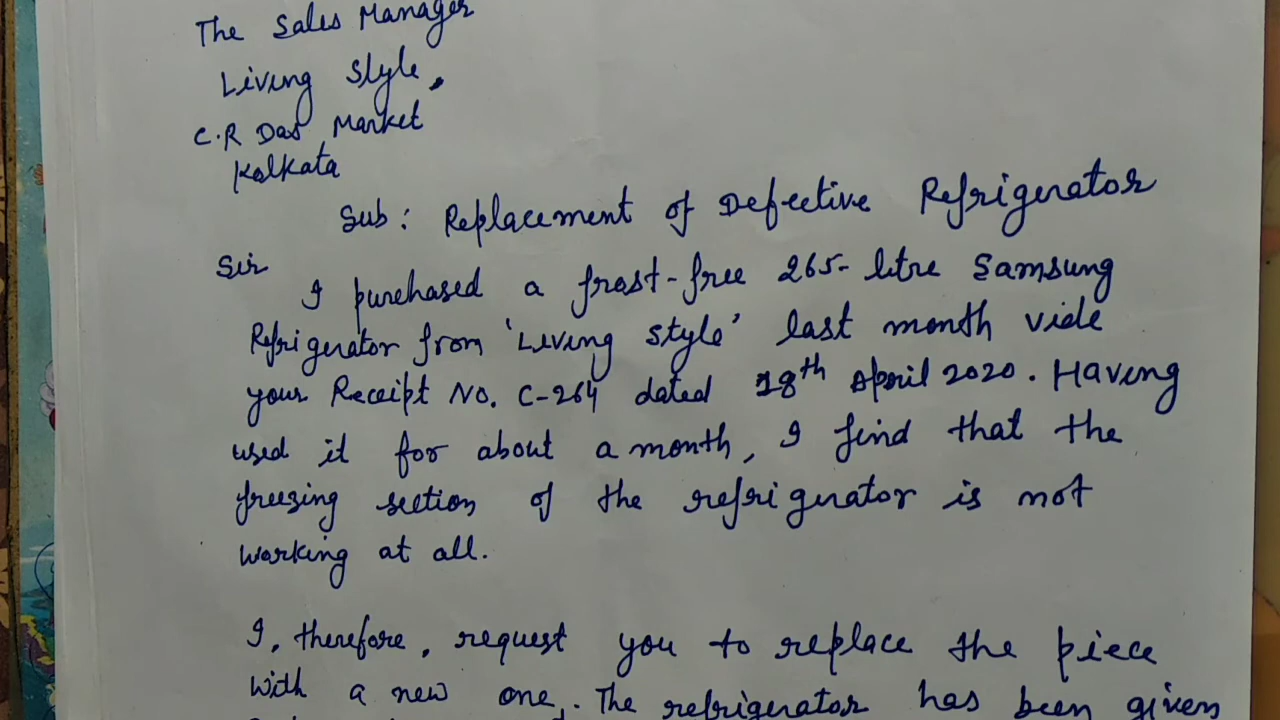 The Sales Manager
Living Style,
C.R Das Market
Kolkata
Sub: Replacement of Defective Refrigerator
Sir
I purchased a frost-free 265-litre Samsung
Refrigerator from 'Living Style' last month vide
your Receipt No. C-264 dated 18th April 2020. Having
used it for about a month, I find that the
freezing section of the refrigerator is not
working at all.
I, therefore, request you to replace the piece
with a new one. The refrigerator has been given